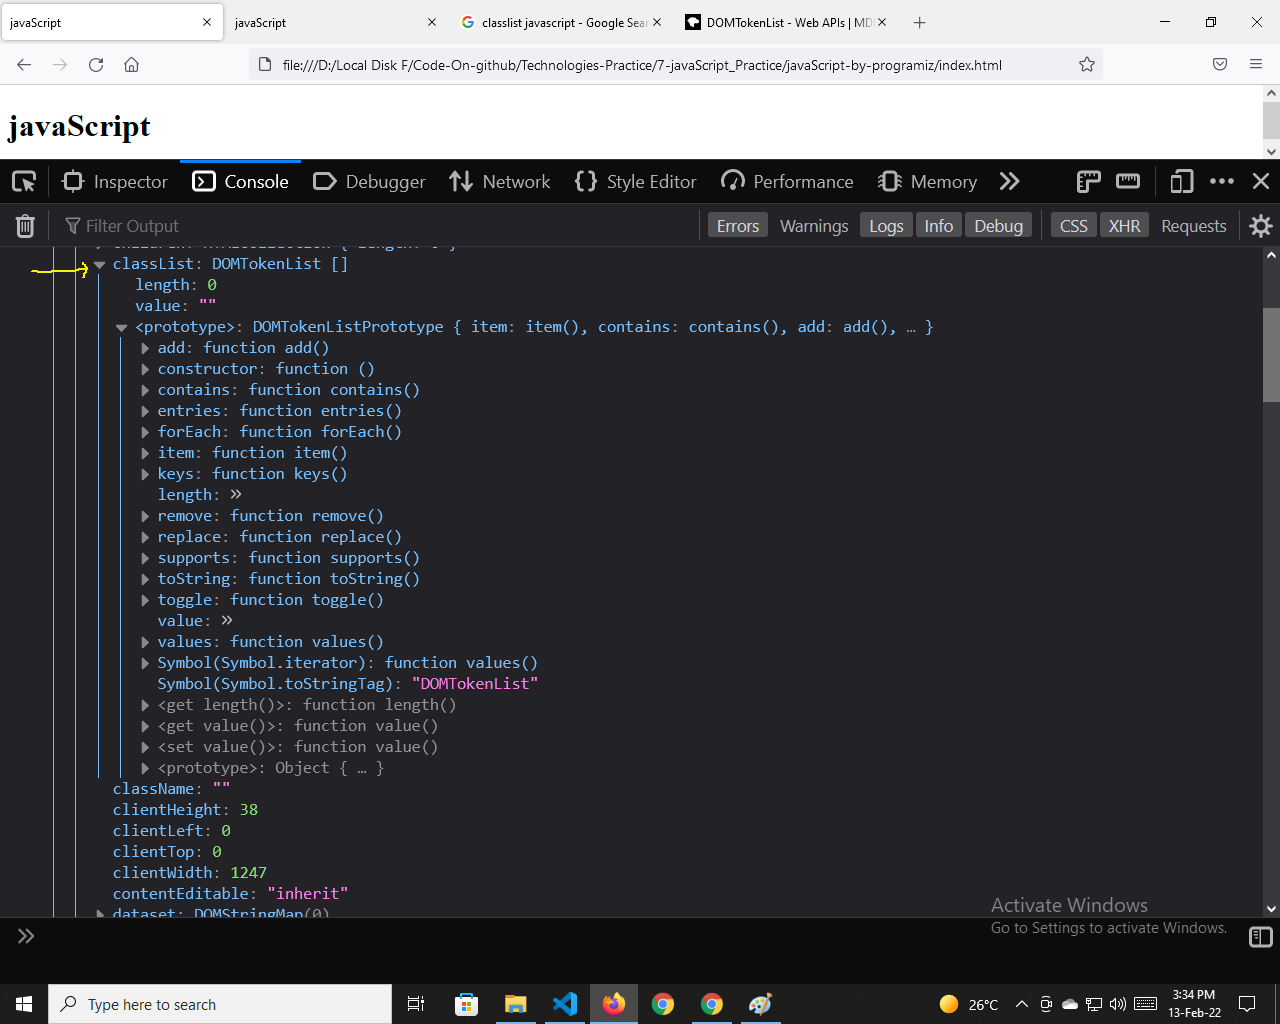 javaScript
javaScript
classlist javascript - Google Sear
DOMTokenList - Web APIs | MD
file:///D:/Local Disk F/Code-On-github/Technologies-Practice/7-javaScript_Practice/javaScript-by-programiz/index.html
javaScript
Inspector
Console
Debugger
Network
Style Editor
Performance
Memory
Filter Output
Errors
Warnings
Logs
Info
Debug
CSS
XHR
Requests
classList: DOMTokenList []
length: 0
value: ""
<prototype>: DOMTokenListPrototype { item: item(), contains: contains(), add: add(), … }
add: function add()
constructor: function ()
contains: function contains()
entries: function entries()
forEach: function forEach()
item: function item()
keys: function keys()
length: »
remove: function remove()
replace: function replace()
supports: function supports()
toString: function toString()
toggle: function toggle()
value: »
values: function values()
Symbol(Symbol.iterator): function values()
Symbol(Symbol.toStringTag): "DOMTokenList"
<get length()>: function length()
<get value()>: function value()
<set value()>: function value()
<prototype>: Object { … }
className: ""
clientHeight: 38
clientLeft: 0
clientTop: 0
clientWidth: 1247
contentEditable: "inherit"
dataset: DOMStringMap(0)
Activate Windows
Go to Settings to activate Windows.
Type here to search
26°C
3:34 PM
13-Feb-22